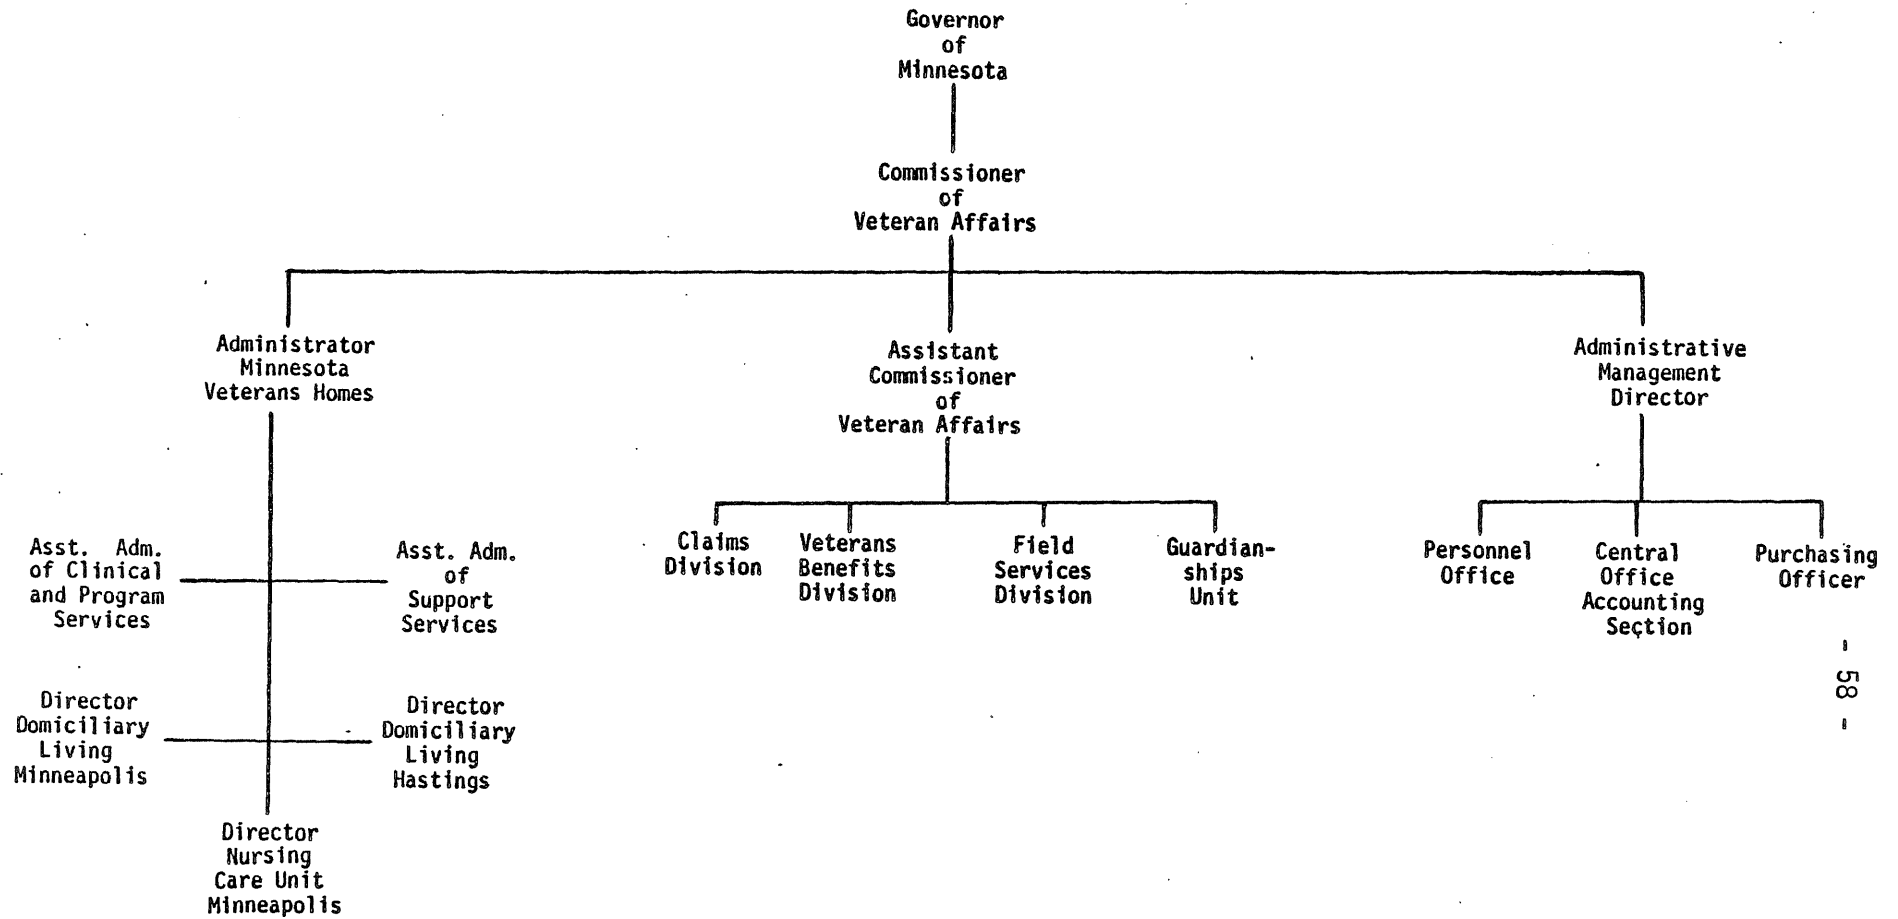 Governor
of
Minnesota
Commissioner
of
Veteran Affairs
Administrator
Minnesota
Veterans Homes
Assistant
Commissioner
of
Veteran Affairs
Administrative
Management
Director
Asst. Adm.
of Clinical
and Program
Services
Asst. Adm.
of
Support
Services
Claims
Division
Veterans
Benefits
Division
Field
Services
Division
Guardian-
ships
Unit
Personnel
Office
Central
Office
Accounting
Section
Purchasing
Officer
Director
Domiciliary
Living
Minneapolis
Director
Domiciliary
Living
Hastings
Director
Nursing
Care Unit
Minneapolis
- 58 -